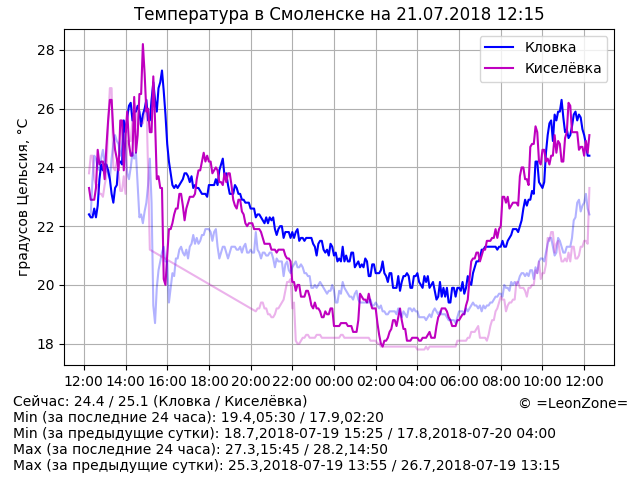 Температура в Смоленске на 21.07.2018 12:15
градусов Цельсия, °C
28
26
24
22
20
18
Кловка
Киселёвка
12:00 14:00 16:00 18:00 20:00 22:00 00:00 02:00 04:00 06:00 08:00 10:00 12:00
Сейчас: 24.4 / 25.1 (Кловка / Киселёвка)
© =LeonZone=
Min (за последние 24 часа): 19.4,05:30 / 17.9,02:20
Min (за предыдущие сутки): 18.7,2018-07-19 15:25 / 17.8,2018-07-20 04:00
Max (за последние 24 часа): 27.3,15:45 / 28.2,14:50
Max (за предыдущие сутки): 25.3,2018-07-19 13:55 / 26.7,2018-07-19 13:15